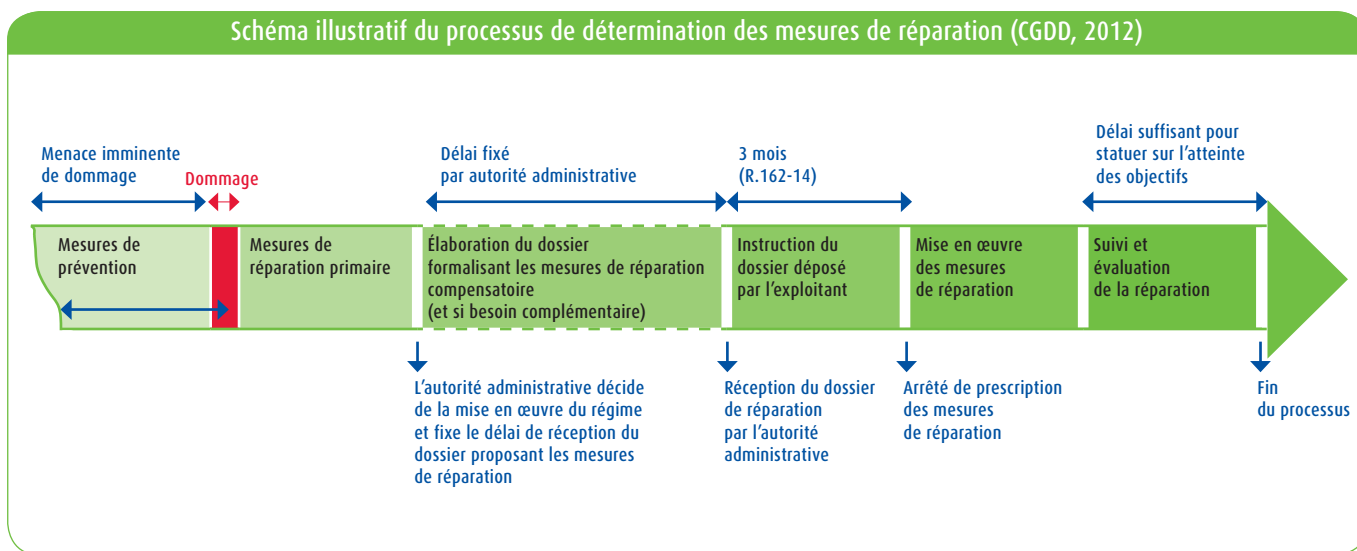 Schéma illustratif du processus de détermination des mesures de réparation (CGDD, 2012)
Menace imminente
de dommage
Dommage
Délai fixé
par autorité administrative
3 mois
(R.162-14)
Délai suffisant pour
statuer sur l'atteinte
des objectifs
Mesures de
prévention
Mesures de
réparation primaire
Élaboration du dossier
formalisant les mesures de réparation
compensatoire
(et si besoin complémentaire)
Instruction du
dossier déposé
par l'exploitant
Mise en œuvre
des mesures
de réparation
Suivi et
évaluation
de la réparation
L'autorité administrative décide
de la mise en œuvre du régime
et fixe le délai de réception du
dossier proposant les mesures
de réparation
Réception du dossier
de réparation
par l'autorité
administrative
Arrêté de prescription
des mesures
de réparation
Fin
du processus